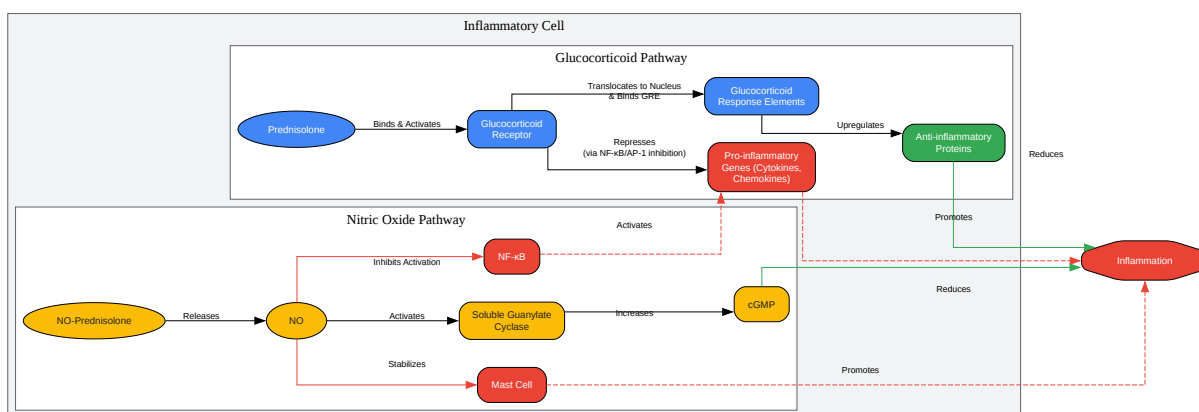 Inflammatory Cell
Glucocorticoid Pathway
Translocates to Nucleus
& Binds GRE
Glucocorticoid
Response Elements
Prednisolone
Binds & Activates
Glucocorticoid
Receptor
Upregulates
Anti-inflammatory
Proteins
Represses
(via NF-κB/AP-1 inhibition)
Pro-inflammatory
Genes (Cytokines,
Chemokines)
Reduces
Nitric Oxide Pathway
Activates
Promotes
NF-κB
Inhibits Activation
Inflammation
Reduces
NO-Prednisolone
Releases
NO
Activates
Soluble Guanylate
Cyclase
Increases
cGMP
Stabilizes
Mast Cell
Promotes